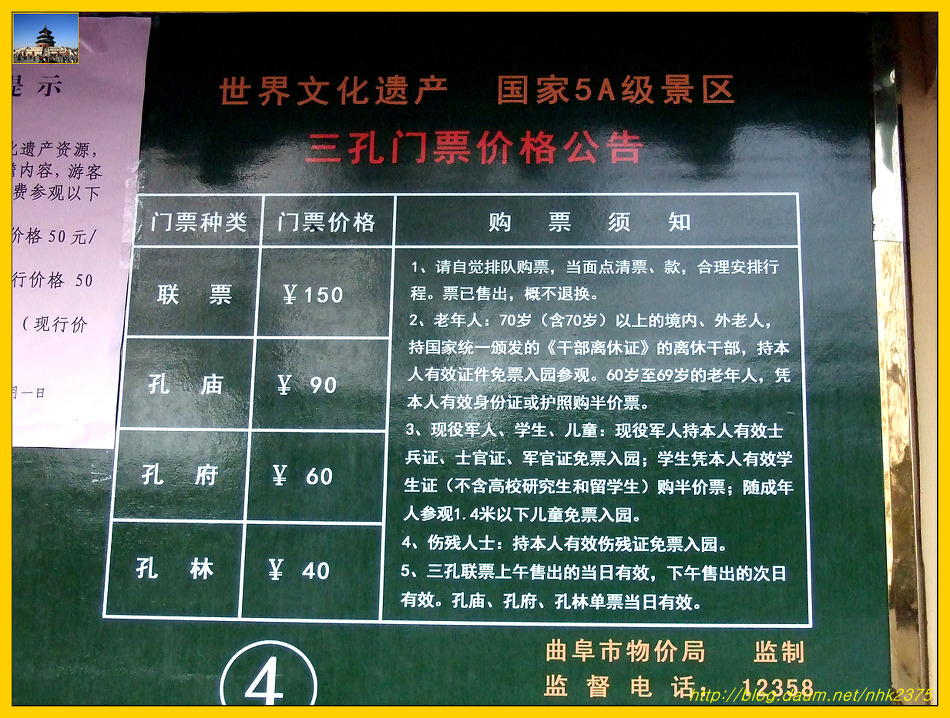 提示
化遗产资源，
内容，游客
费参观以下
价格 50元/
行价格 50
（现行价
月一日
世界文化遗产 国家5A级景区
三孔门票价格公告
门票种类 门票价格 购票须知
联票 ￥150
孔庙 ￥ 90
孔府 ￥ 60
孔林 ￥ 40
1、请自觉排队购票，当面点清票、款，合理安排行
程。票已售出，概不退换。
2、老年人：70岁（含70岁）以上的境内、外老人，
持国家统一颁发的《干部离休证》的离休干部，持本
人有效证件免票入园参观。60岁至69岁的老年人，凭
本人有效身份证或护照购半价票。
3、现役军人、学生、儿童：现役军人持本人有效士
兵证、士官证、军官证免票入园；学生凭本人有效学
生证（不含高校研究生和留学生）购半价票；随成年
人参观1.4米以下儿童免票入园。
4、伤残人士：持本人有效伤残证免票入园。
5、三孔联票上午售出的当日有效，下午售出的次日
有效。孔庙、孔府、孔林单票当日有效。
曲阜市物价局 监制
监督电话：12358
4
http://blog.daum.net/nhk2375